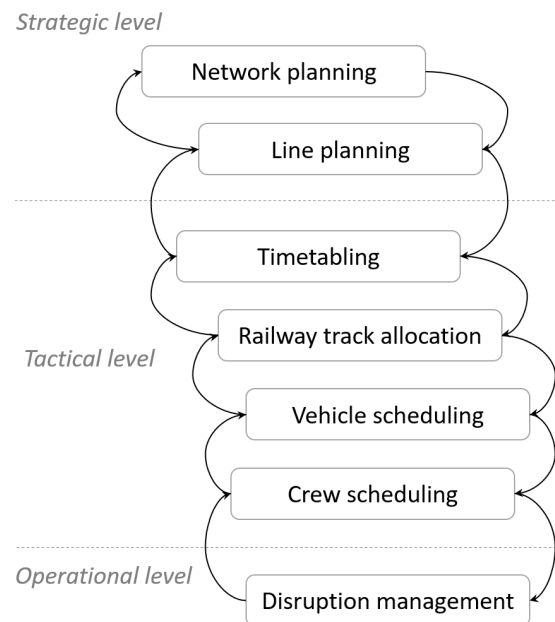 Strategic level
Network planning
Line planning
Timetabling
Railway track allocation
Tactical level
Vehicle scheduling
Crew scheduling
Operational level
Disruption management